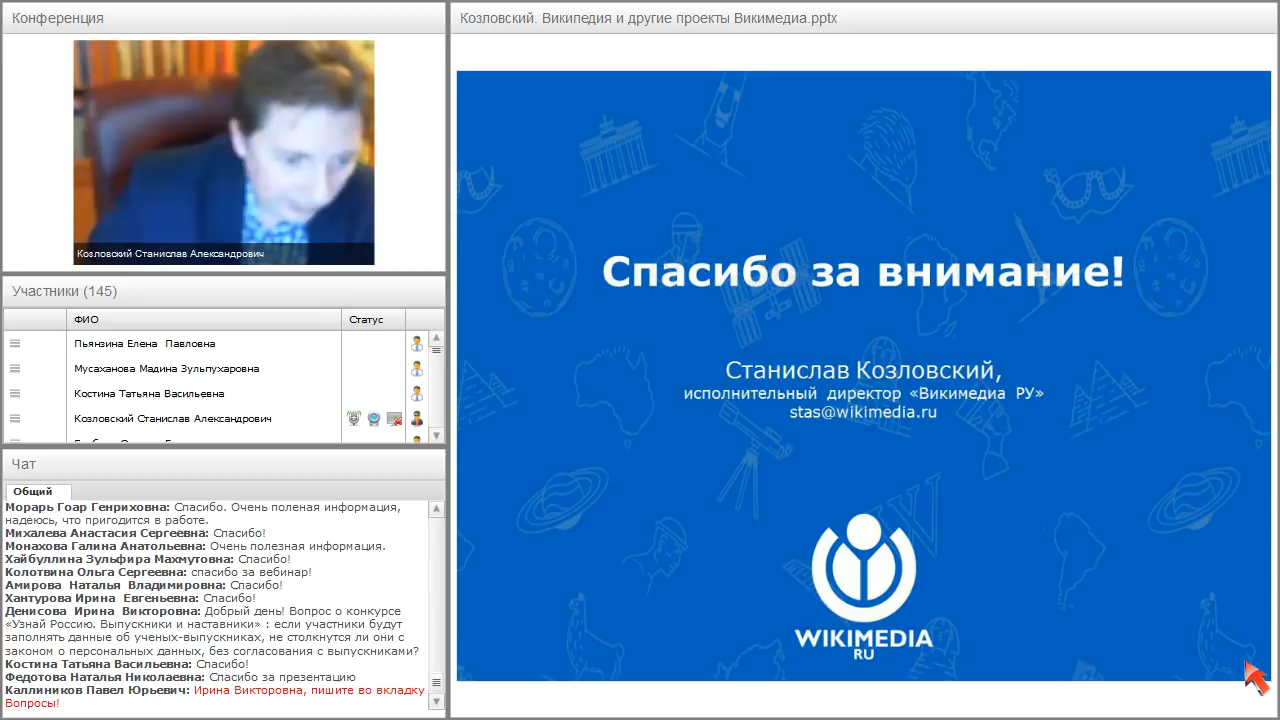 Конференция
Козловский Станислав Александрович
Участники (145)
ФИО
Статус
Пьянзина Елена Павловна
Мусаханова Мадина Зульпухаровна
Костина Татьяна Васильевна
Козловский Станислав Александрович
Чат
Общий
Морарь Гоар Генриховна: Спасибо. Очень поленая информация,
надеюсь, что пригодится в работе.
Михалева Анастасия Сергеевна: Спасибо!
Монахова Галина Анатольевна: Очень полезная информация.
Хайбуллина Зульфира Махмутовна: Спасибо!
Колотвина Ольга Сергеевна: спасибо за вебинар!
Амирова Наталья Владимировна: Спасибо!
Хантурова Ирина Евгеньевна: Спасибо!
Денисова Ирина Викторовна: Добрый день! Вопрос о конкурсе
«Узнай Россию. Выпускники и наставники» : если участники будут
заполнять данные об ученых-выпускниках, не столкнутся ли они с
законом о персональных данных, без согласования с выпускниками?
Костина Татьяна Васильевна: Спасибо!
Федотова Наталья Николаевна: Спасибо за презентацию
Каллиников Павел Юрьевич: Ирина Викторовна, пишите во вкладку
Вопросы!
Козловский. Википедия и другие проекты Викимедиа.pptx
Спасибо за внимание!
Станислав Козловский,
исполнительный директор «Викимедиа РУ»
stas@wikimedia.ru
WIKIMEDIA
RU